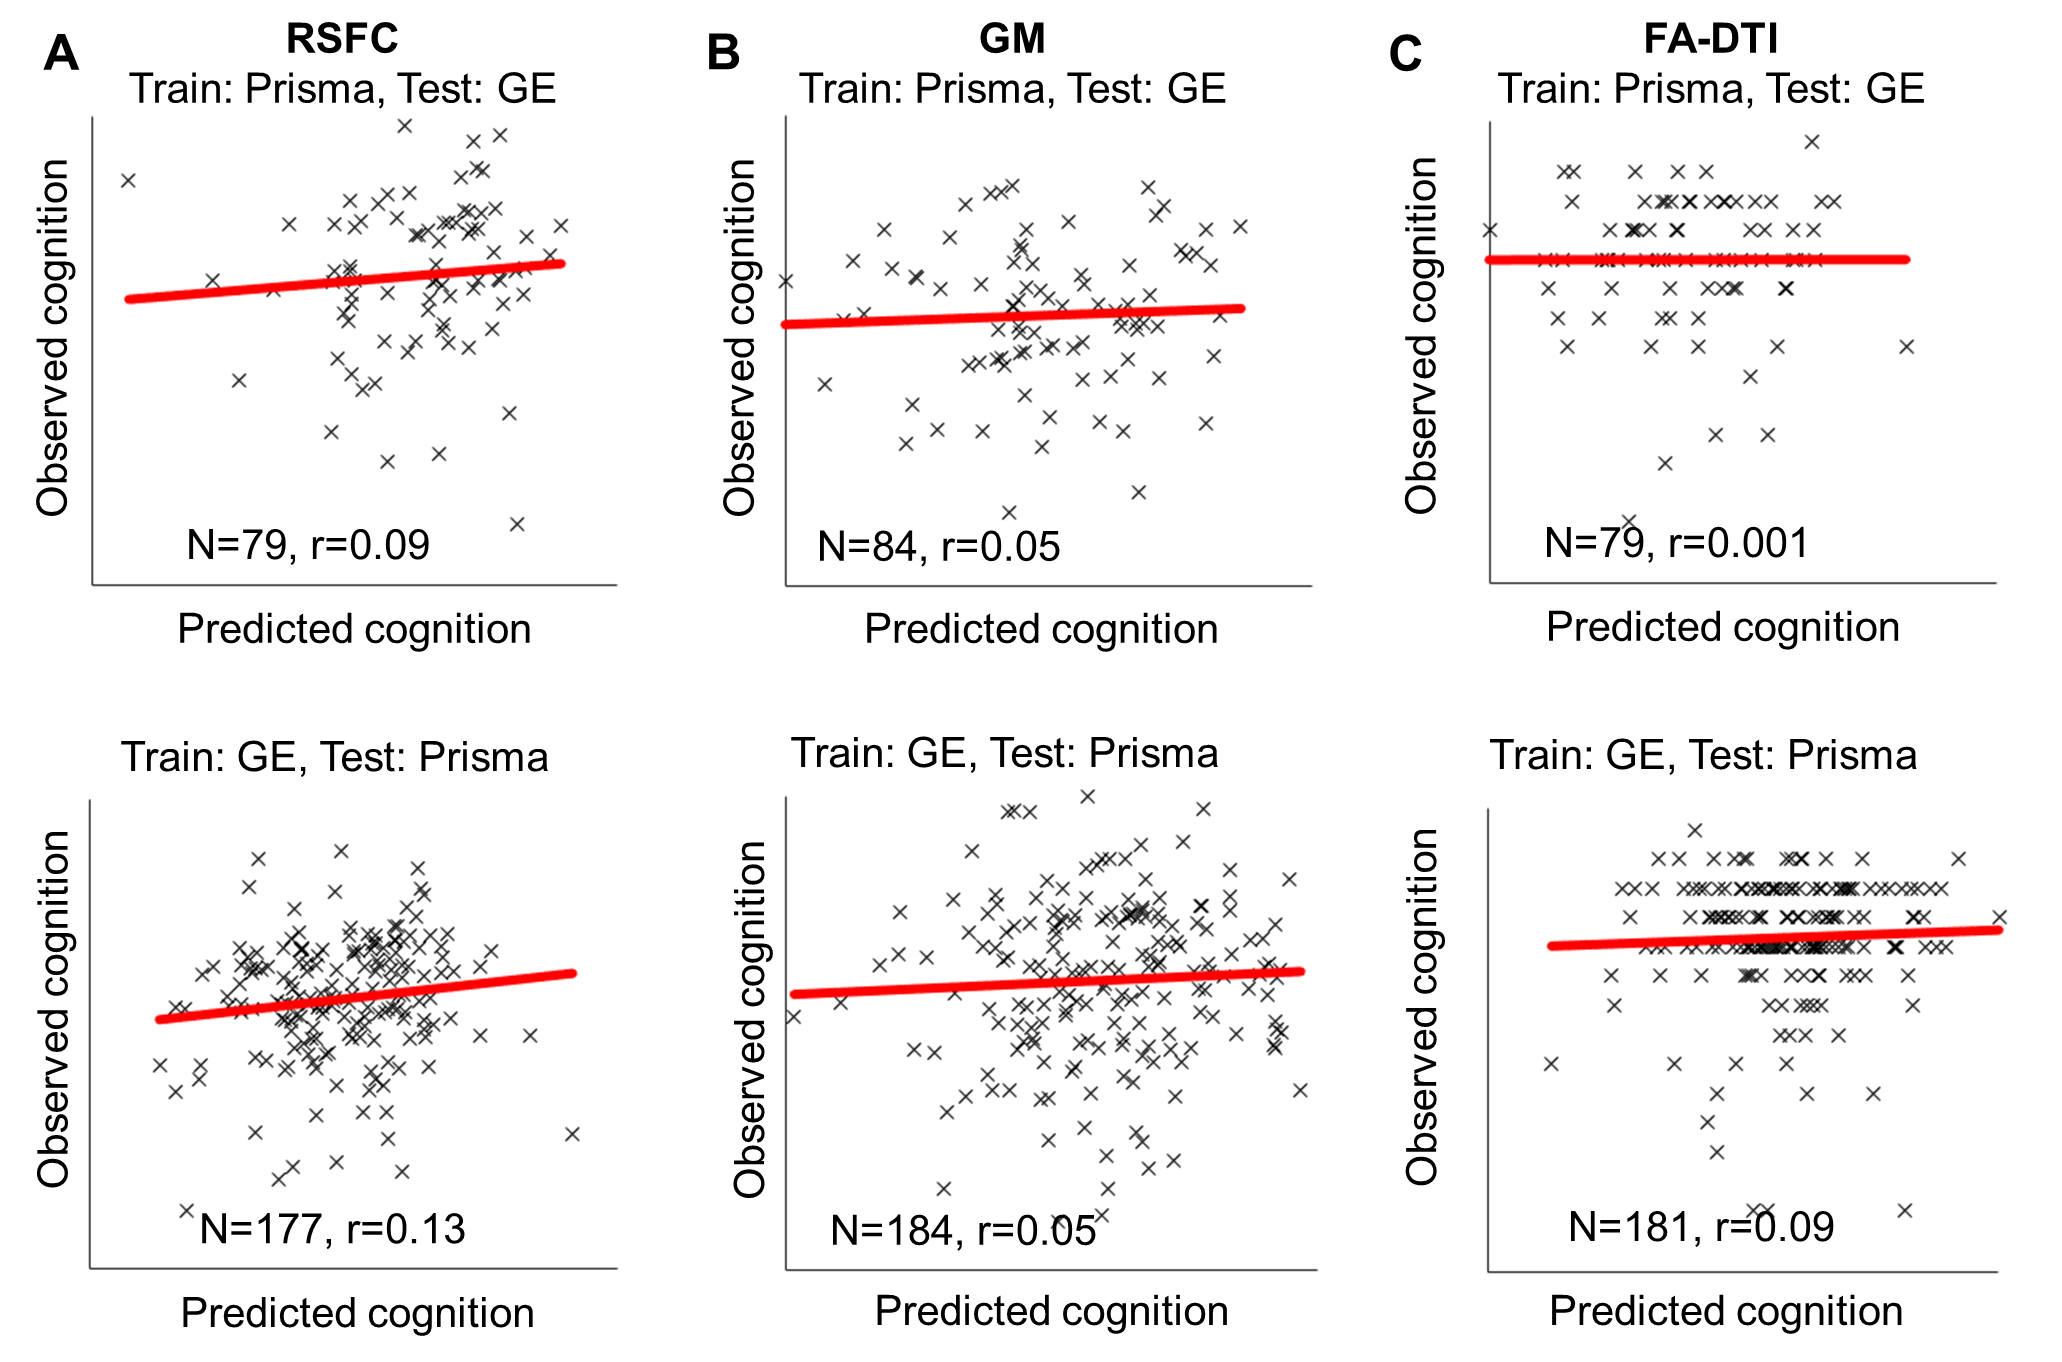 A
RSFC
Train: Prisma, Test: GE
Observed cognition
N=79, r=0.09
Predicted cognition
B
GM
Train: Prisma, Test: GE
Observed cognition
N=84, r=0.05
Predicted cognition
C
FA-DTI
Train: Prisma, Test: GE
Observed cognition
N=79, r=0.001
Predicted cognition
Train: GE, Test: Prisma
Observed cognition
N=177, r=0.13
Predicted cognition
Train: GE, Test: Prisma
Observed cognition
N=184, r=0.05
Predicted cognition
Train: GE, Test: Prisma
Observed cognition
N=181, r=0.09
Predicted cognition